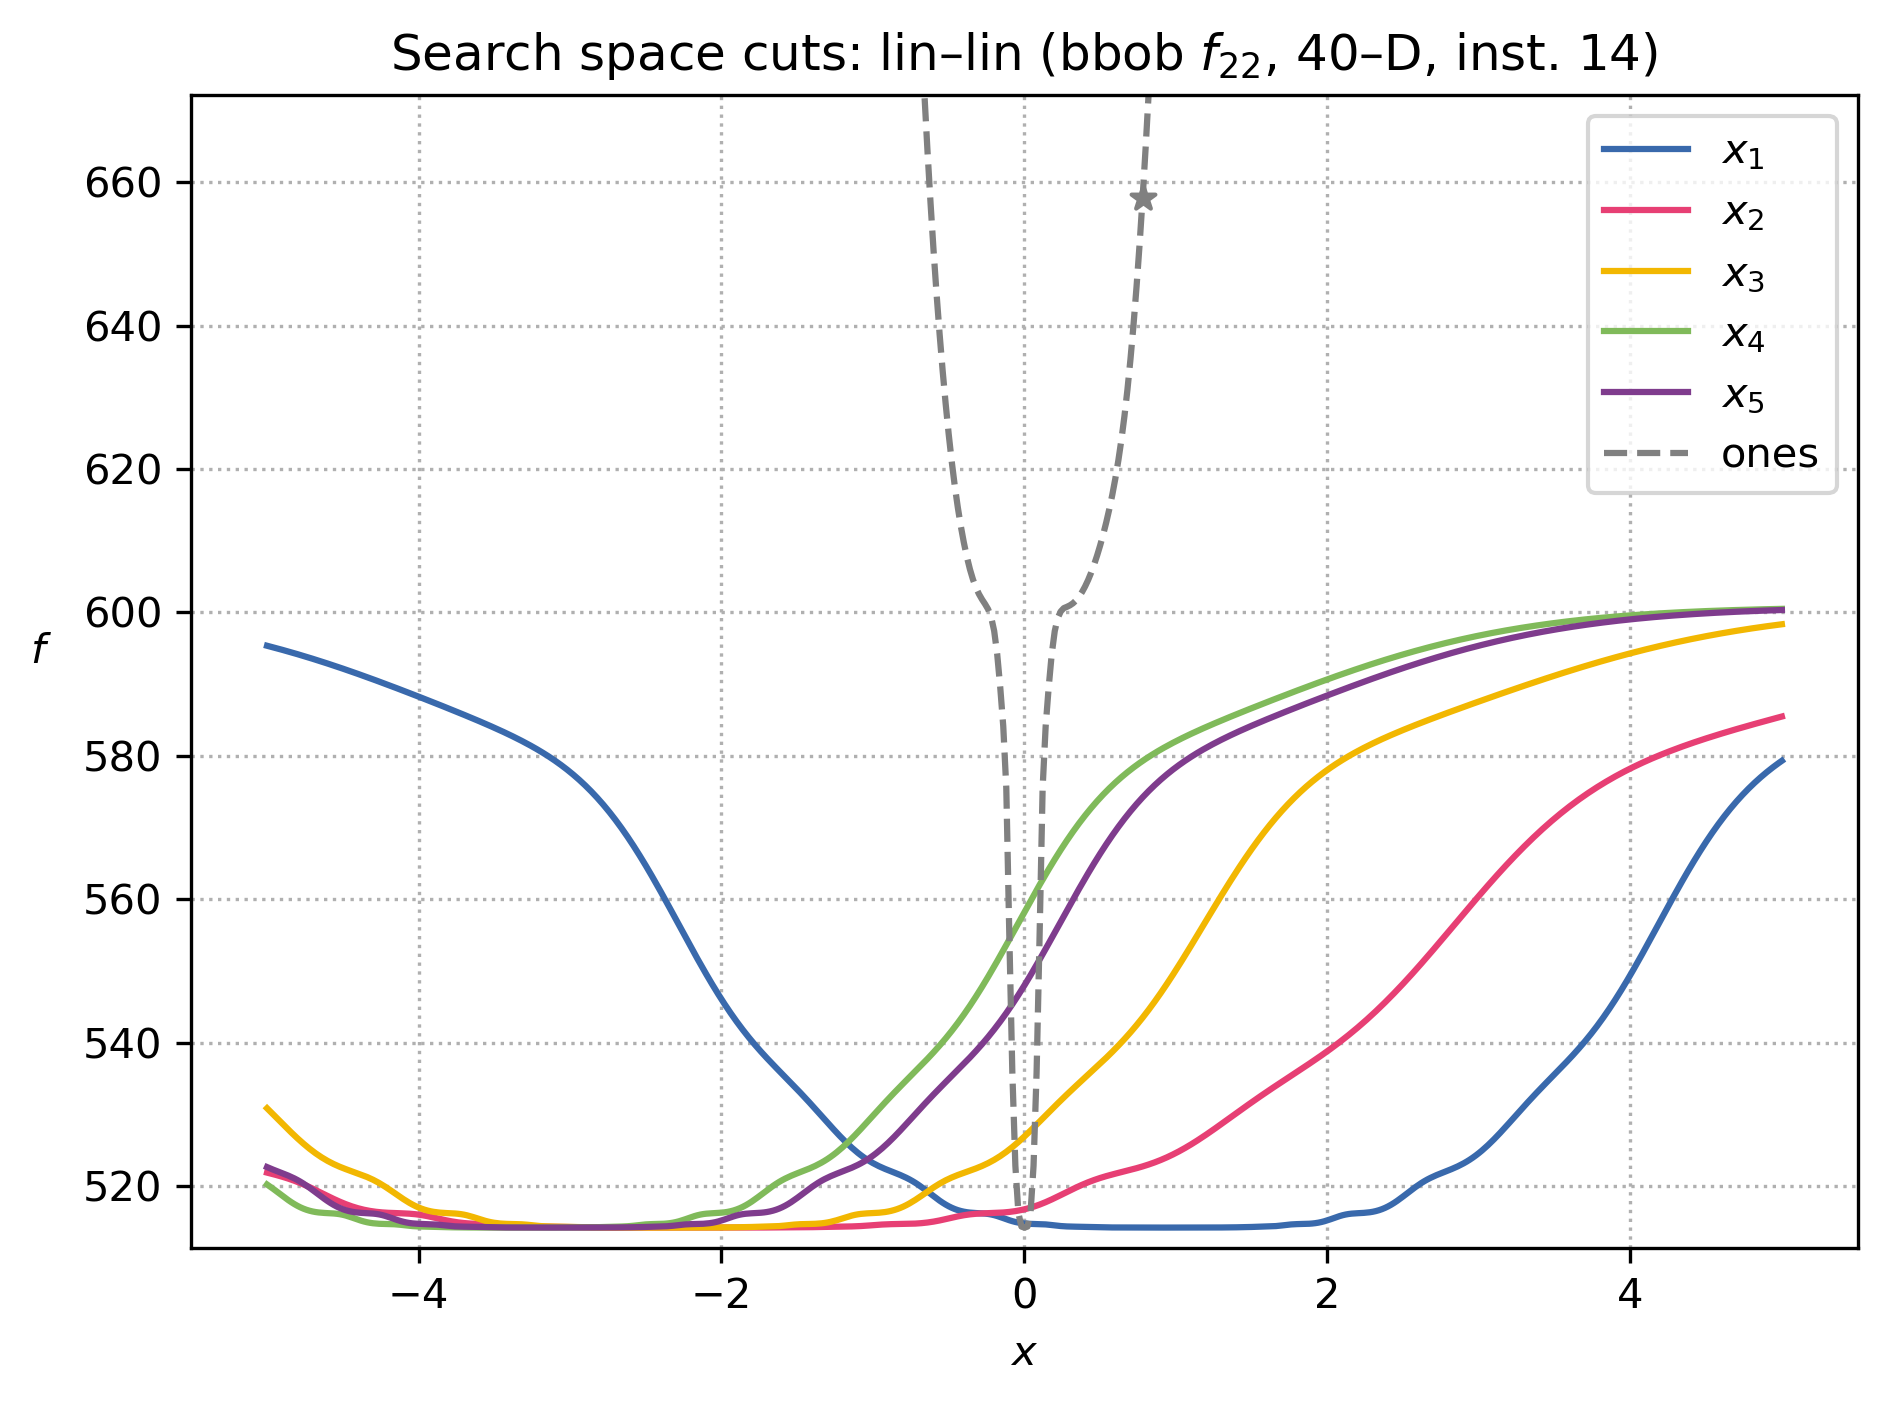 Search space cuts: lin–lin (bbob f₂₂, 40–D, inst. 14)
660
640
620
600
580
560
540
520
f
−4
−2
0
2
4
x
x₁
x₂
x₃
x₄
x₅
ones